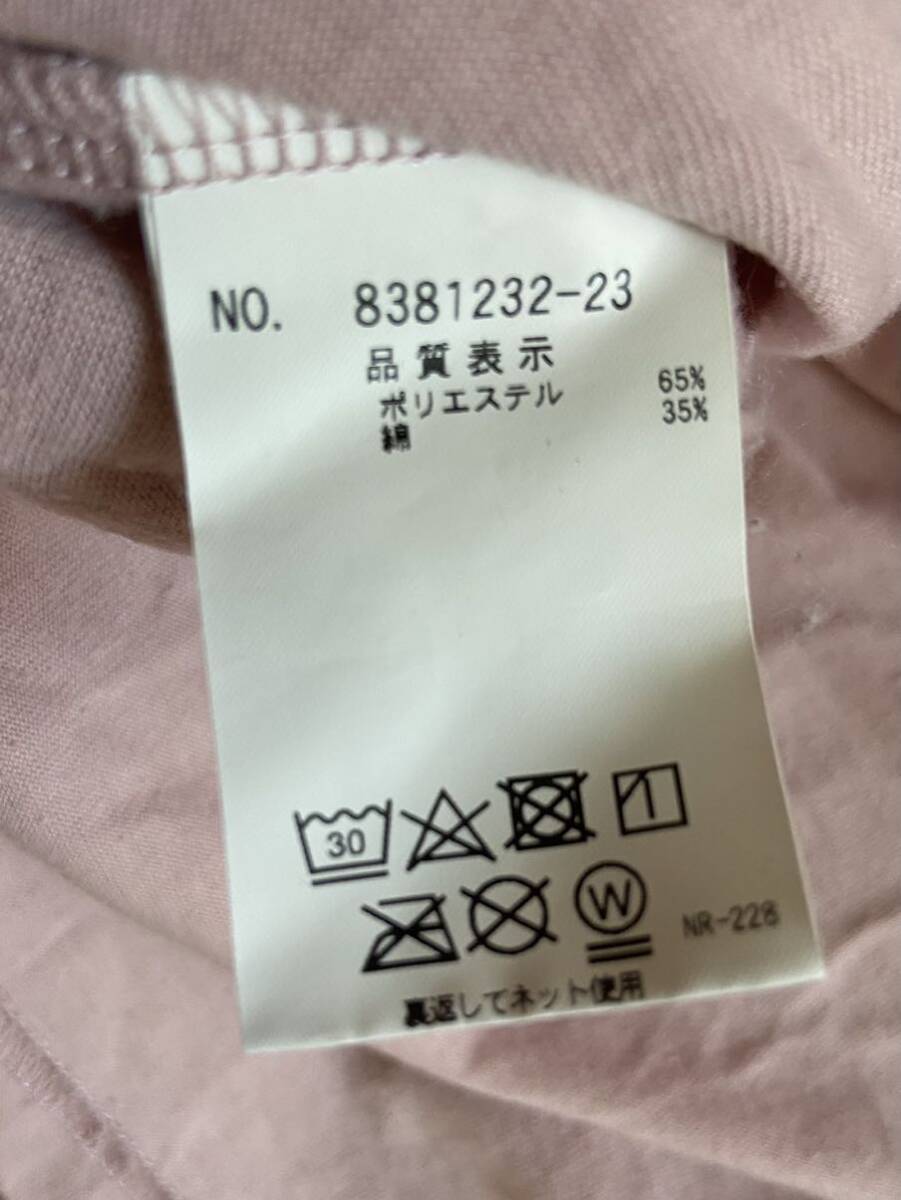 NO. 8381232-23
品質表示
ポリエステル 65%
綿 35%
30
W
NR-228
裏返してネット使用